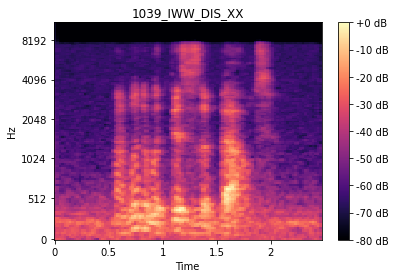 1039_IWW_DIS_XX
+0 dB
8192
-10 dB
4096
-20 dB
-30 dB
2048
Hz
-40 dB
1024
-50 dB
512
-60 dB
-70 dB
0
-80 dB
0 0.5 1 1.5 2
Time